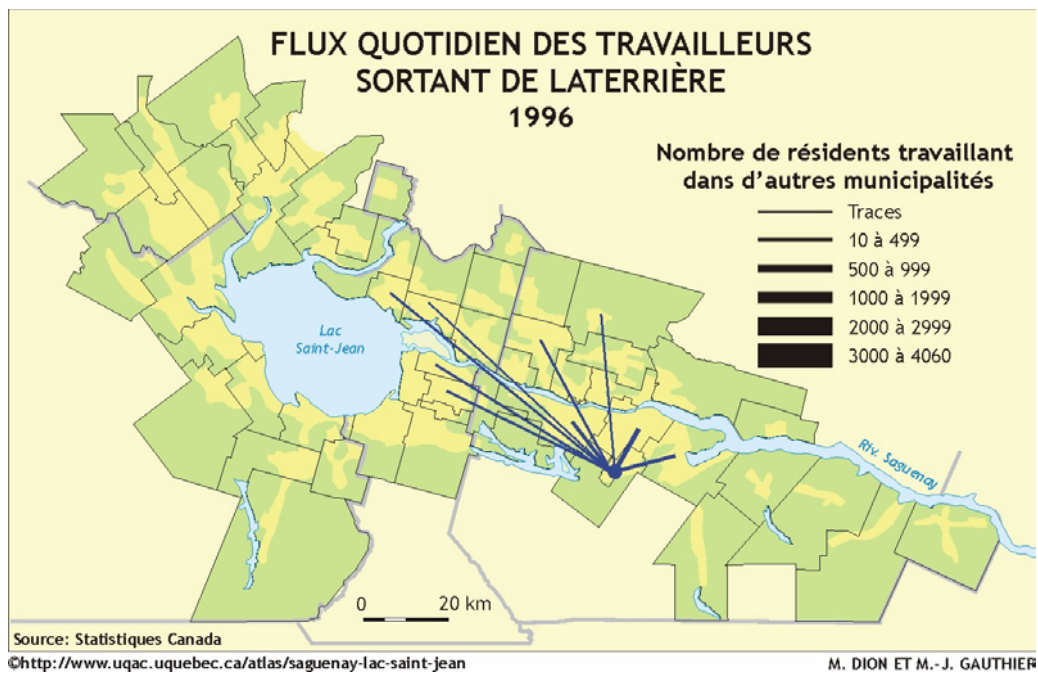 FLUX QUOTIDIEN DES TRAVAILLEURS
SORTANT DE LATERRIÈRE
1996
Nombre de résidents travaillant
dans d'autres municipalités
Traces
10 à 499
500 à 999
1000 à 1999
2000 à 2999
3000 à 4060
Lac
Saint-Jean
Riv. Saguenay
0 20 km
Source: Statistiques Canada
©http://www.uqac.uquebec.ca/atlas/saguenay-lac-saint-jean
M. DION ET M.-J. GAUTHIER